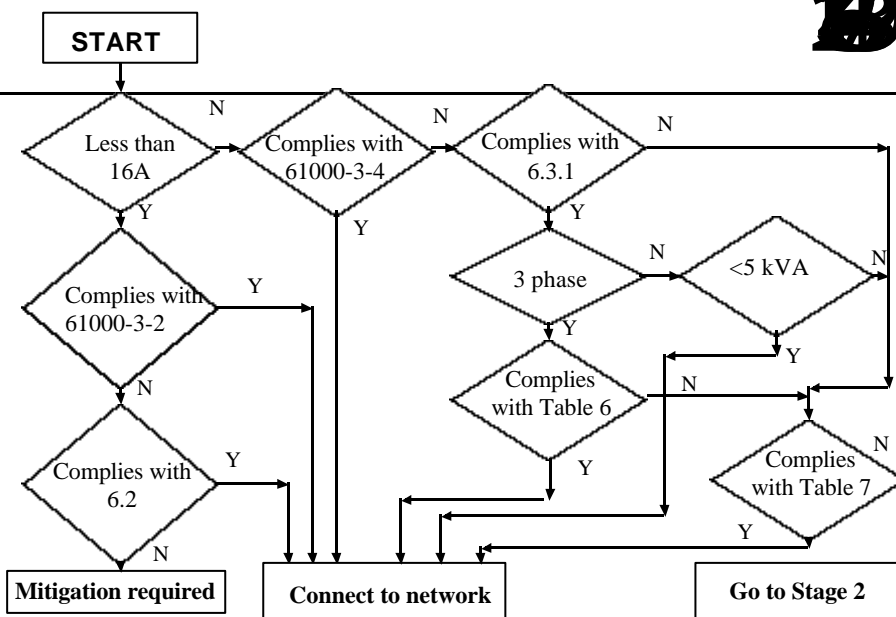 START
N
N
N
Less than
16A
Complies with
61000-3-4
Complies with
6.3.1
Y
Y
Y
N
N
3 phase
<5 kVA
Complies with
61000-3-2
Y
Y
Y
N
Complies
with Table 6
N
Complies with
6.2
Y
Y
N
Complies
with Table 7
N
Y
Mitigation required
Connect to network
Go to Stage 2